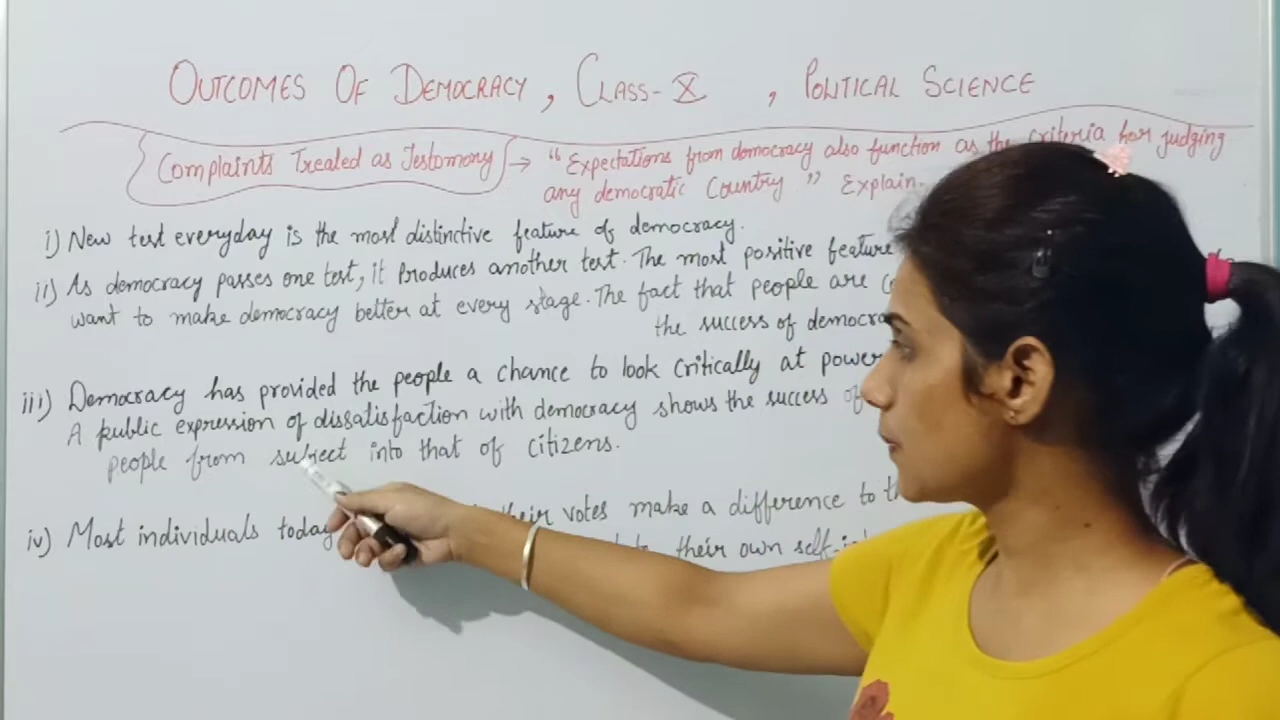 OUTCOMES OF DEMOCRACY, CLASS-X, POLITICAL SCIENCE
Complaints Treated as Testomony → "Expectations from democracy also function as the criteria for judging
any democratic Country" Explain.
i) New test everyday is the most distinctive feature of democracy.
ii) As democracy passes one test, it produces another test. The most positive feature
want to make democracy better at every stage. The fact that people are
the success of
iii) Democracy has provided the people a chance to look critically at
A public expression of dissatisfaction with democracy shows the success
people from subject into that of citizens.
iv) Most individuals today their votes make a difference to
their own